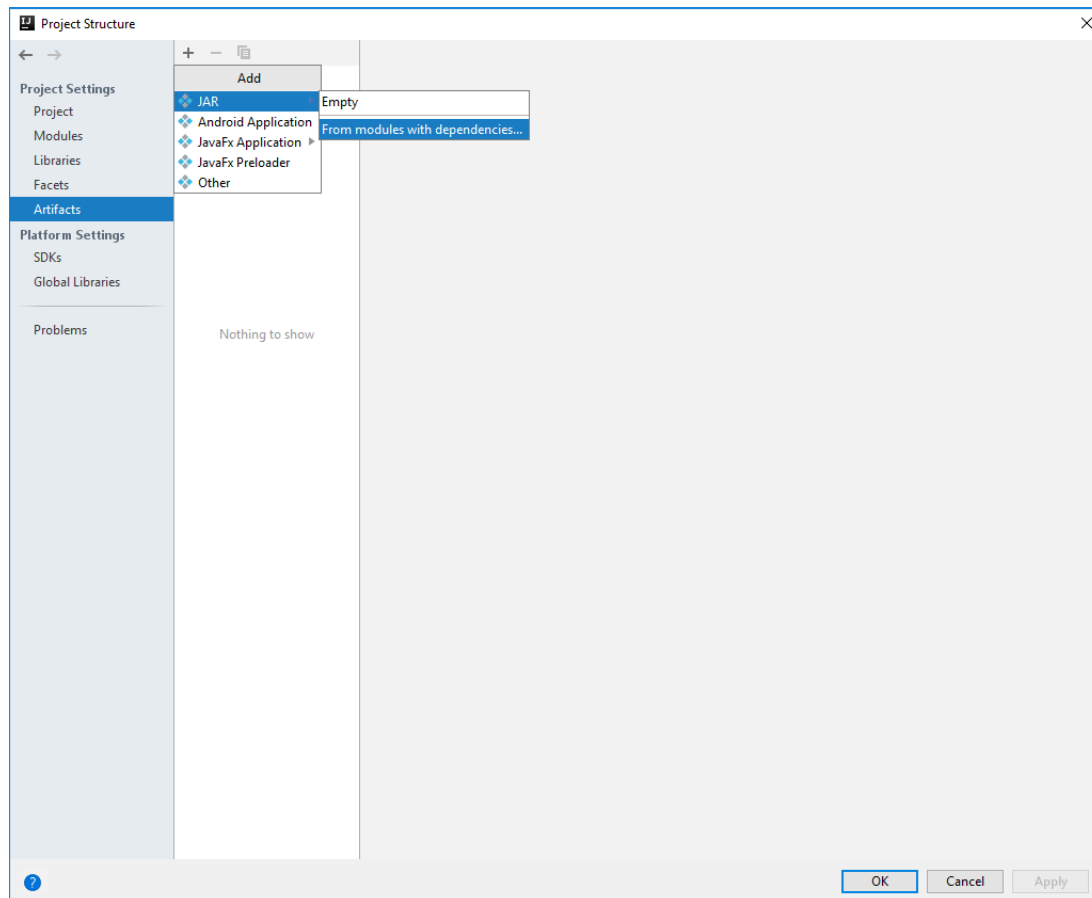 Project Structure
Project Settings
Project
Modules
Libraries
Facets
Artifacts
Platform Settings
SDKs
Global Libraries
Problems
Add
JAR
Android Application
JavaFx Application
JavaFx Preloader
Other
Empty
From modules with dependencies...
Nothing to show
?
OK
Cancel
Apply